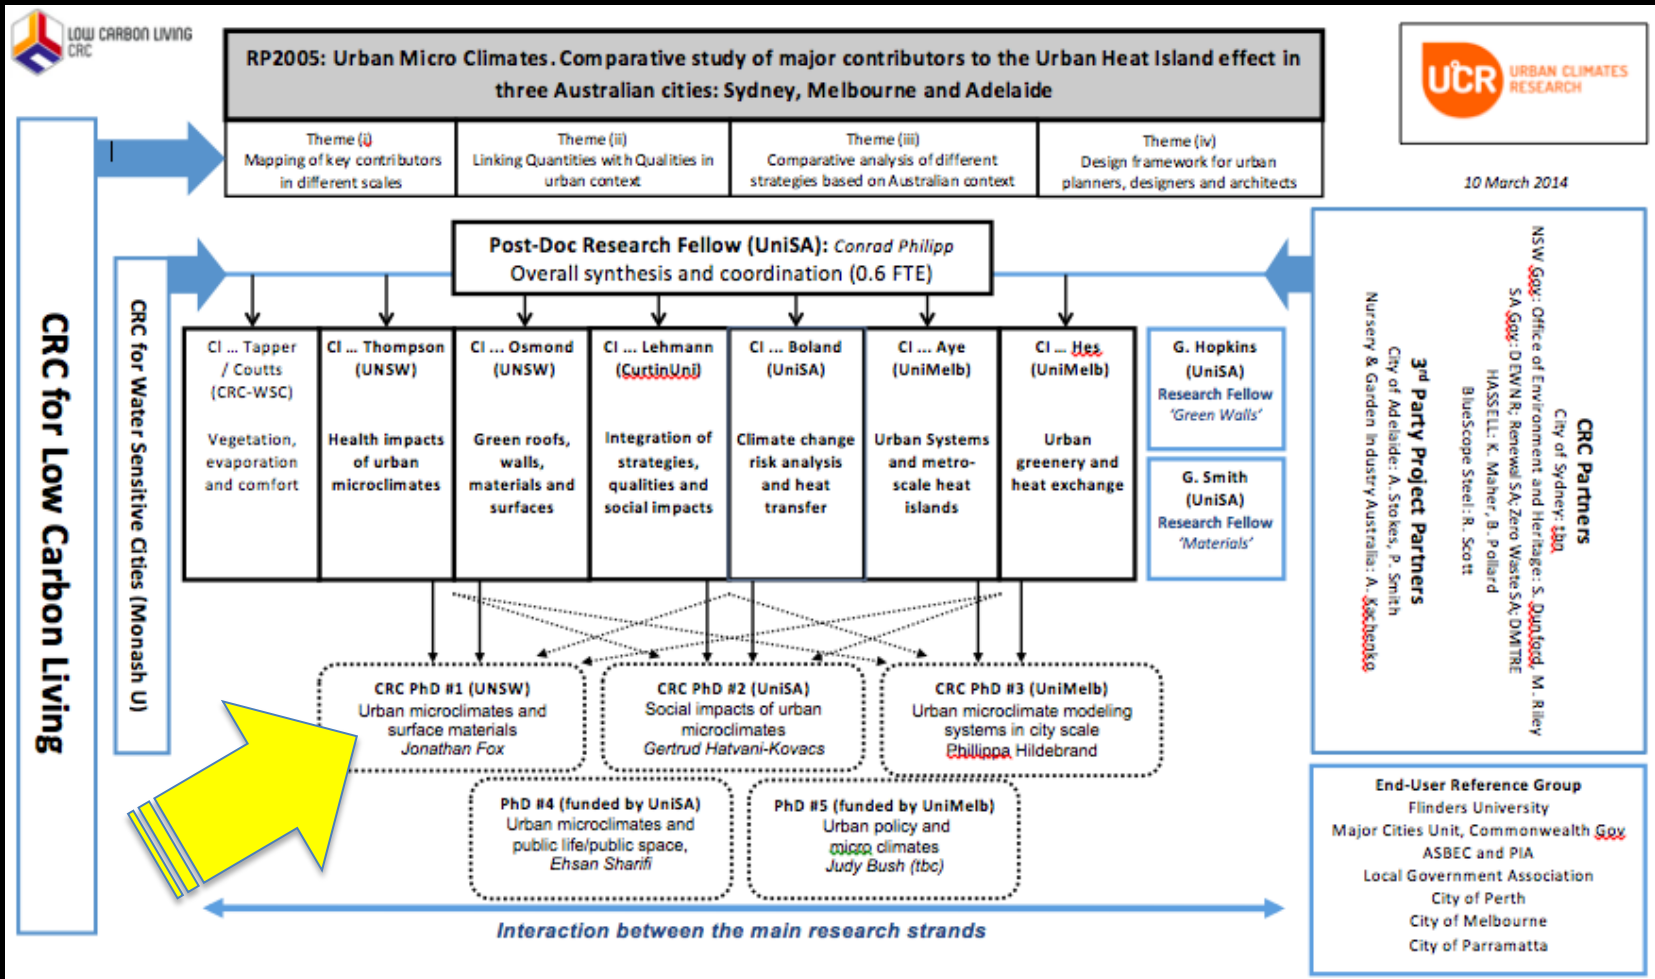 LOW CARBON LIVING
CRC
RP2005: Urban Micro Climates. Comparative study of major contributors to the Urban Heat Island effect in
three Australian cities: Sydney, Melbourne and Adelaide
UCR
URBAN CLIMATES
RESEARCH
10 March 2014
Theme (i)
Mapping of key contributors
in different scales
Theme (ii)
Linking Quantities with Qualities in
urban context
Theme (iii)
Comparative analysis of different
strategies based on Australian context
Theme (iv)
Design framework for urban
planners, designers and architects
CRC for Low Carbon Living
CRC for Water Sensitive Cities (Monash U)
Post-Doc Research Fellow (UniSA): Conrad Philipp
Overall synthesis and coordination (0.6 FTE)
CI ... Tapper
/ Coutts
(CRC-WSC)
Vegetation,
evaporation
and comfort
CI ... Thompson
(UNSW)
Health impacts
of urban
microclimates
CI ... Osmond
(UNSW)
Green roofs,
walls,
materials and
surfaces
CI ... Lehmann
(CurtinUni)
Integration of
strategies,
qualities and
social impacts
CI ... Boland
(UniSA)
Climate change
risk analysis
and heat
transfer
CI ... Aye
(UniMelb)
Urban Systems
and metro-
scale heat
islands
CI ... Hes
(UniMelb)
Urban
greenery and
heat exchange
G. Hopkins
(UniSA)
Research Fellow
'Green Walls'
G. Smith
(UniSA)
Research Fellow
'Materials'
CRC Partners
City of Sydney: tbn
NSW Gov: Office of Environment and Heritage: S. Dunford, M. Riley
SA Gov: DEWNR; Renewal SA; Zero Waste SA; DMITRE
HASSELL: K. Maher, B. Pollard
BlueScope Steel: R. Scott
3rd Party Project Partners
City of Adelaide: A. Stokes, P. Smith
Nursery & Garden Industry Australia: A. Kachenko
CRC PhD #1 (UNSW)
Urban microclimates and
surface materials
Jonathan Fox
CRC PhD #2 (UniSA)
Social impacts of urban
microclimates
Gertrud Hatvani-Kovacs
CRC PhD #3 (UniMelb)
Urban microclimate modeling
systems in city scale
Phillippa Hildebrand
PhD #4 (funded by UniSA)
Urban microclimates and
public life/public space,
Ehsan Sharifi
PhD #5 (funded by UniMelb)
Urban policy and
micro climates
Judy Bush (tbc)
Interaction between the main research strands
End-User Reference Group
Flinders University
Major Cities Unit, Commonwealth Gov
ASBEC and PIA
Local Government Association
City of Perth
City of Melbourne
City of Parramatta